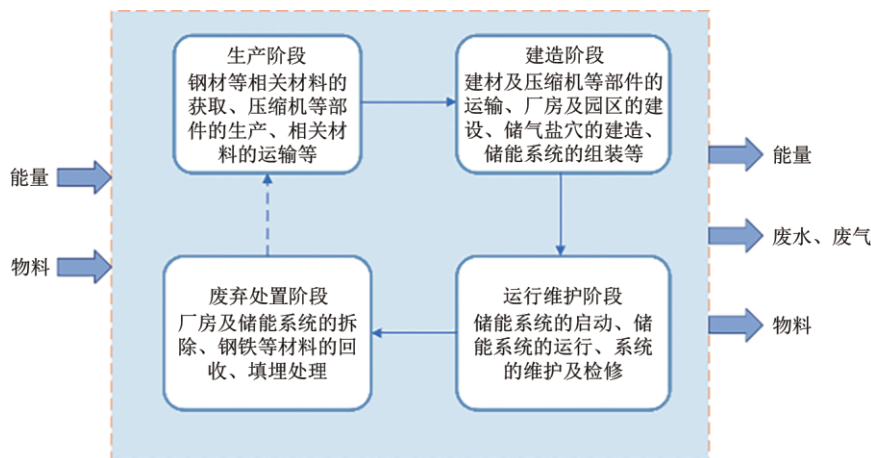 生产阶段
钢材等相关材料的
获取、压缩机等部
件的生产、相关材
料的运输等
建造阶段
建材及压缩机等部件的
运输、厂房及园区的建
设、储气盐穴的建造、
储能系统的组装等
能量
物料
能量
废水、废气
物料
废弃处置阶段
厂房及储能系统的拆
除、钢铁等材料的回
收、填埋处理
运行维护阶段
储能系统的启动、储
能系统的运行、系统
的维护及检修